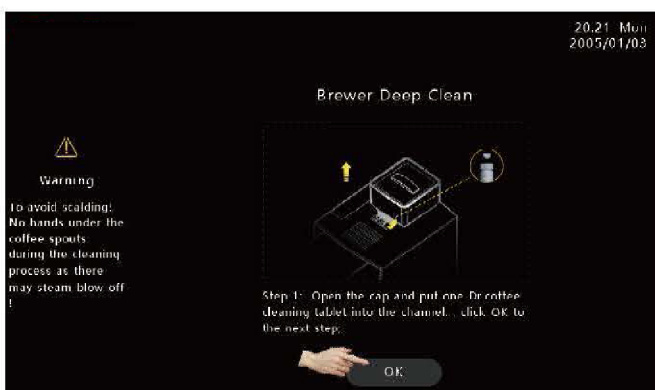 20:21 Mon
2005/01/03
Brewer Deep Clean
Warning
To avoid scalding!
No hands under the
coffee spouts
during the cleaning
process as there
may steam blow off
!
Step 1: Open the cap and put one Dr.coffee
cleaning tablet into the channel., click OK to
the next step;
OK